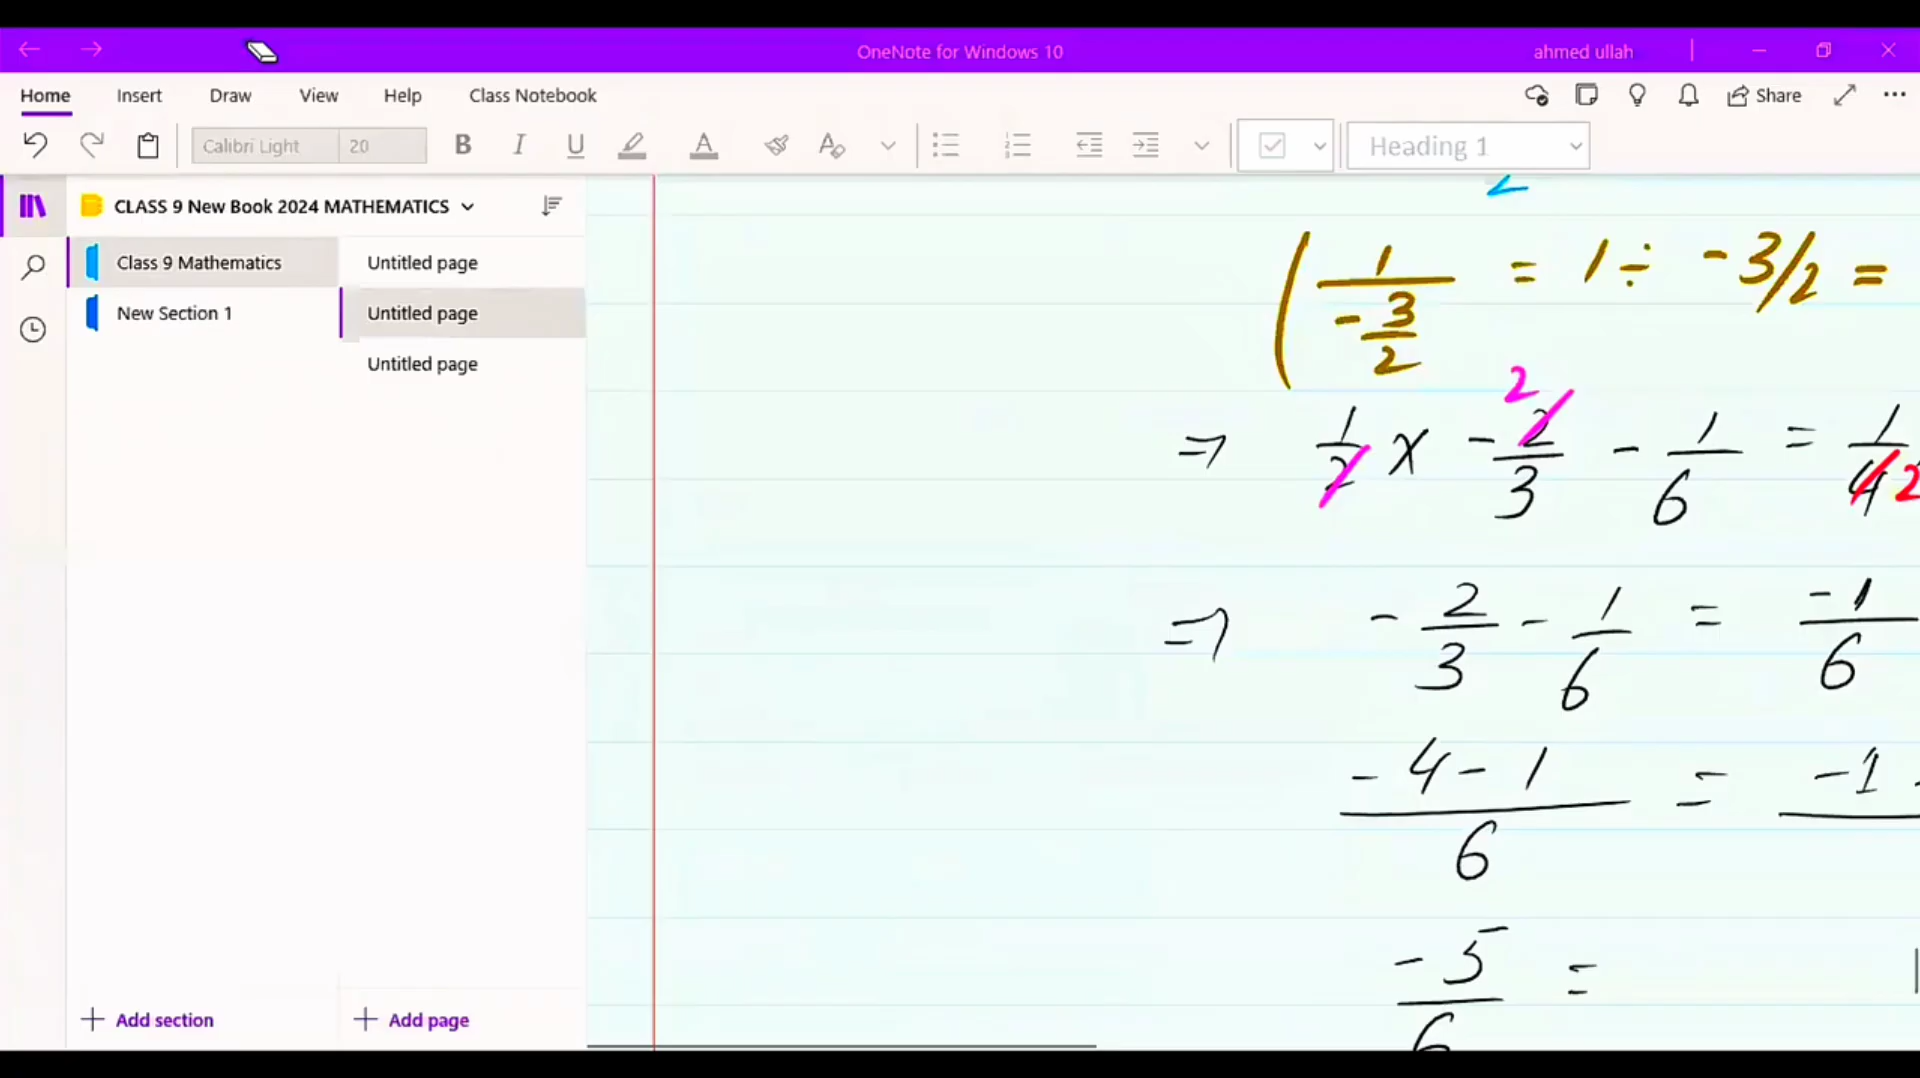 OneNote for Windows 10
ahmed ullah
Home Insert Draw View Help Class Notebook Share
Calibri Light 20 B I U A A Heading 1
CLASS 9 New Book 2024 MATHEMATICS
Class 9 Mathematics
New Section 1
Untitled page
Untitled page
Untitled page
Add section
Add page
( 1/(-3/2) = 1 ÷ -3/2 =
2
⇒ 1/2 × -2/3 - 1/6 = 1/4 2
⇒ -2/3 - 1/6 = -1/6
(-4-1)/6 = -1
-5/6 =